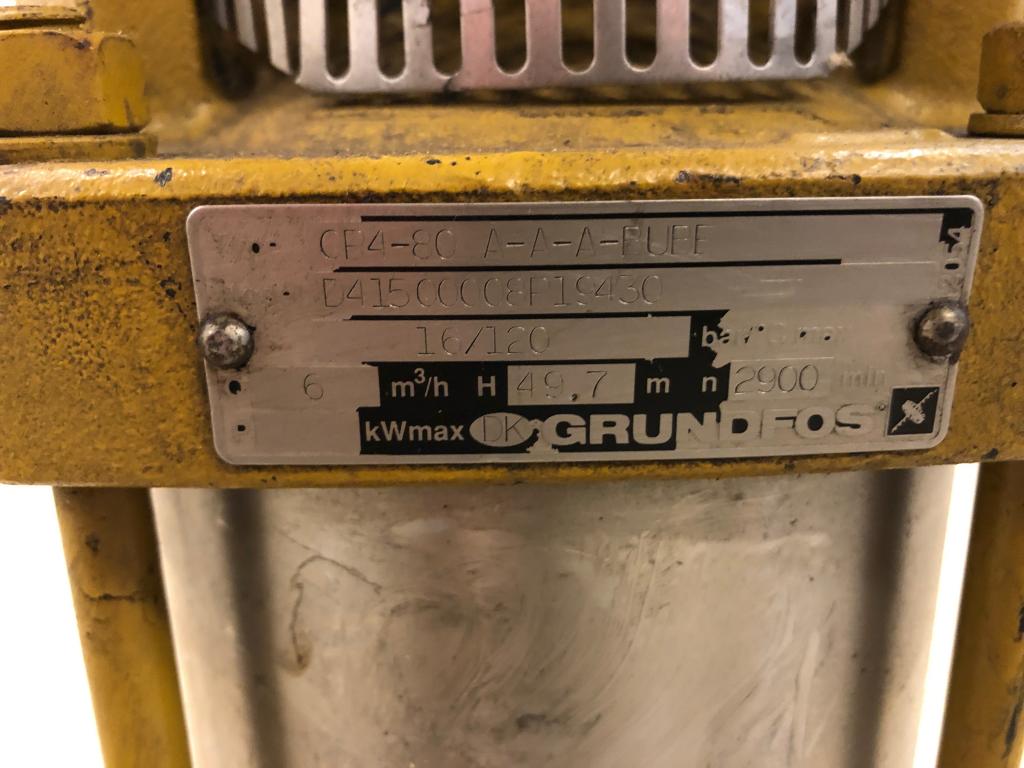 CR4-80 A-A-A-BUBE
D41500008P19430
16/120 bar/°C max
6 m³/h H 49,7 m n 2900 min
kWmax DK GRUNDFOS